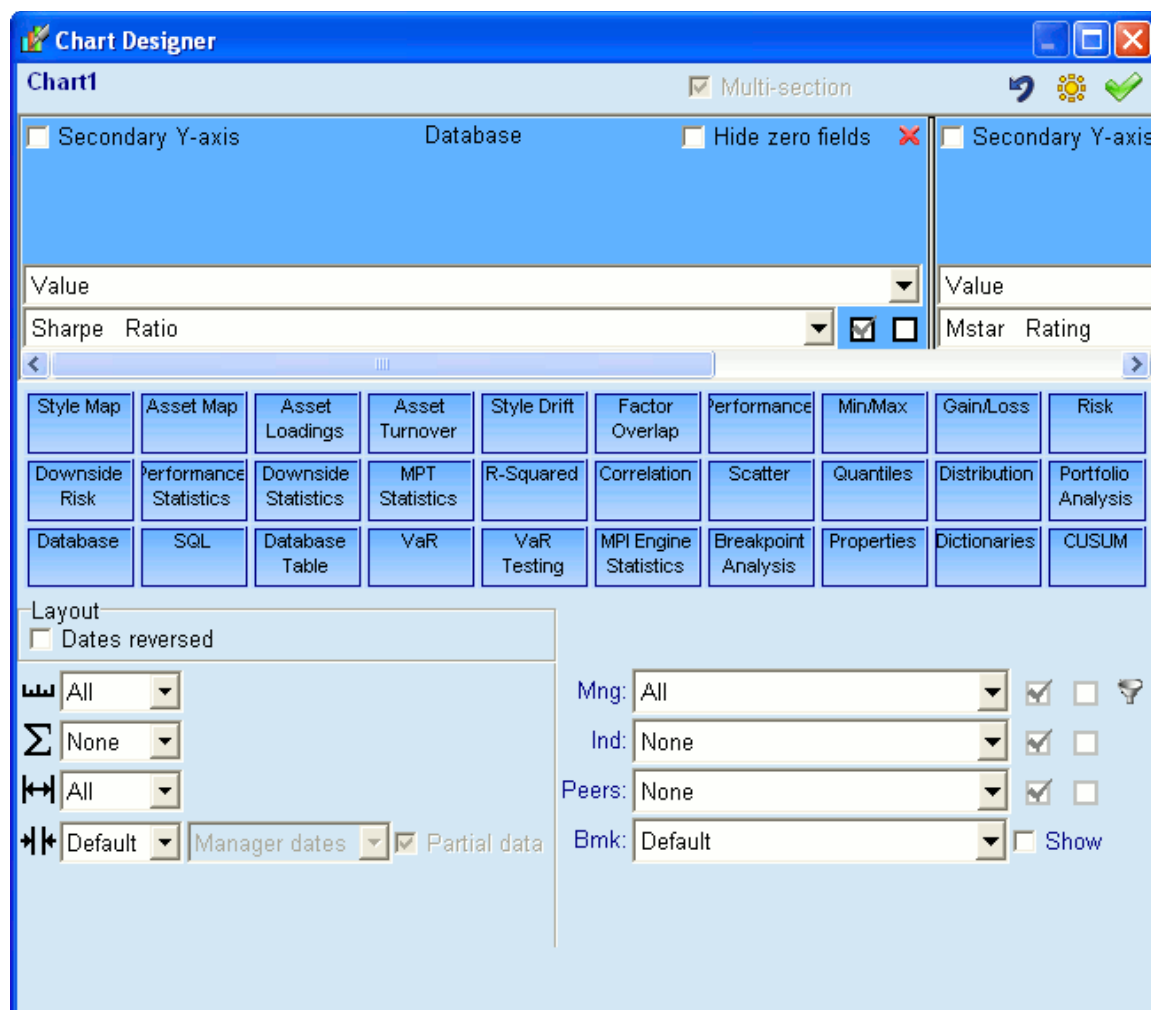 Chart Designer
Chart1
Multi-section
Secondary Y-axis Database Hide zero fields Secondary Y-axis
Value Value
Sharpe Ratio Mstar Rating
Style Map Asset Map Asset Loadings Asset Turnover Style Drift Factor Overlap Performance Min/Max Gain/Loss Risk
Downside Risk Performance Statistics Downside Statistics MPT Statistics R-Squared Correlation Scatter Quantiles Distribution Portfolio Analysis
Database SQL Database Table VaR VaR Testing MPI Engine Statistics Breakpoint Analysis Properties Dictionaries CUSUM
Layout
Dates reversed
All Mng: All
None Ind: None
All Peers: None
Default Manager dates Partial data Bmk: Default Show